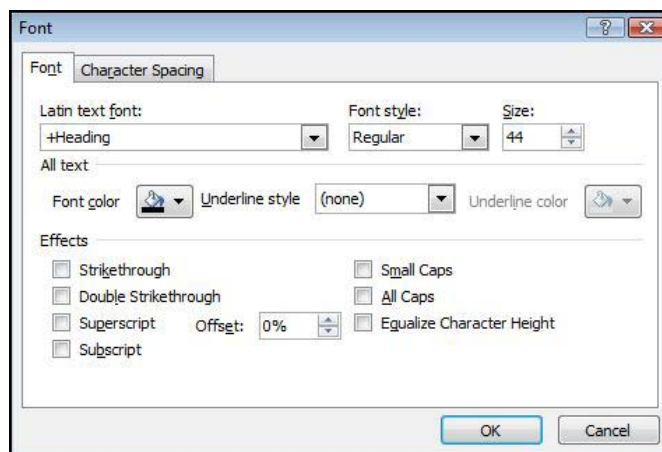 Font
Font Character Spacing
Latin text font: Font style: Size:
+Heading Regular 44
All text
Font color Underline style (none) Underline color
Effects
Strikethrough Small Caps
Double Strikethrough All Caps
Superscript Offset: 0% Equalize Character Height
Subscript
OK Cancel